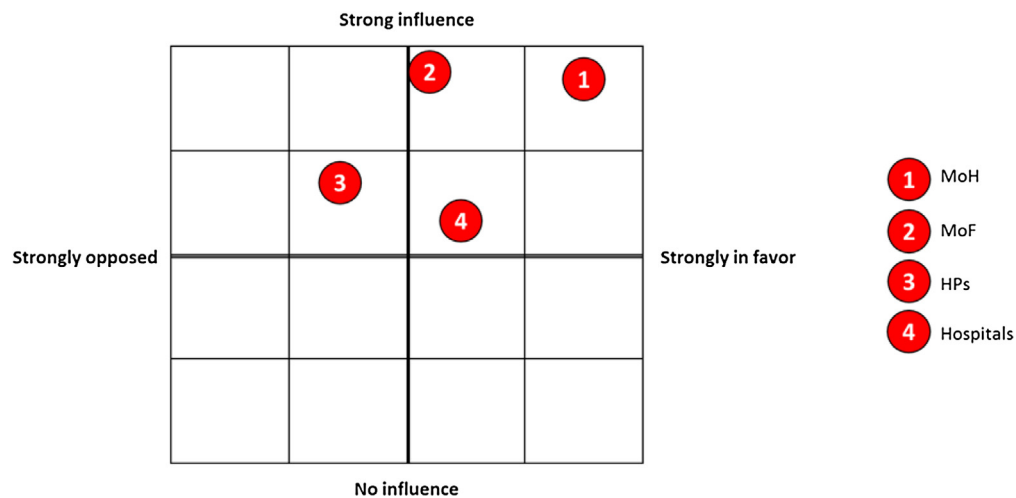 Strong influence
2
1
3
4
Strongly opposed
Strongly in favor
No influence
1 MoH
2 MoF
3 HPs
4 Hospitals